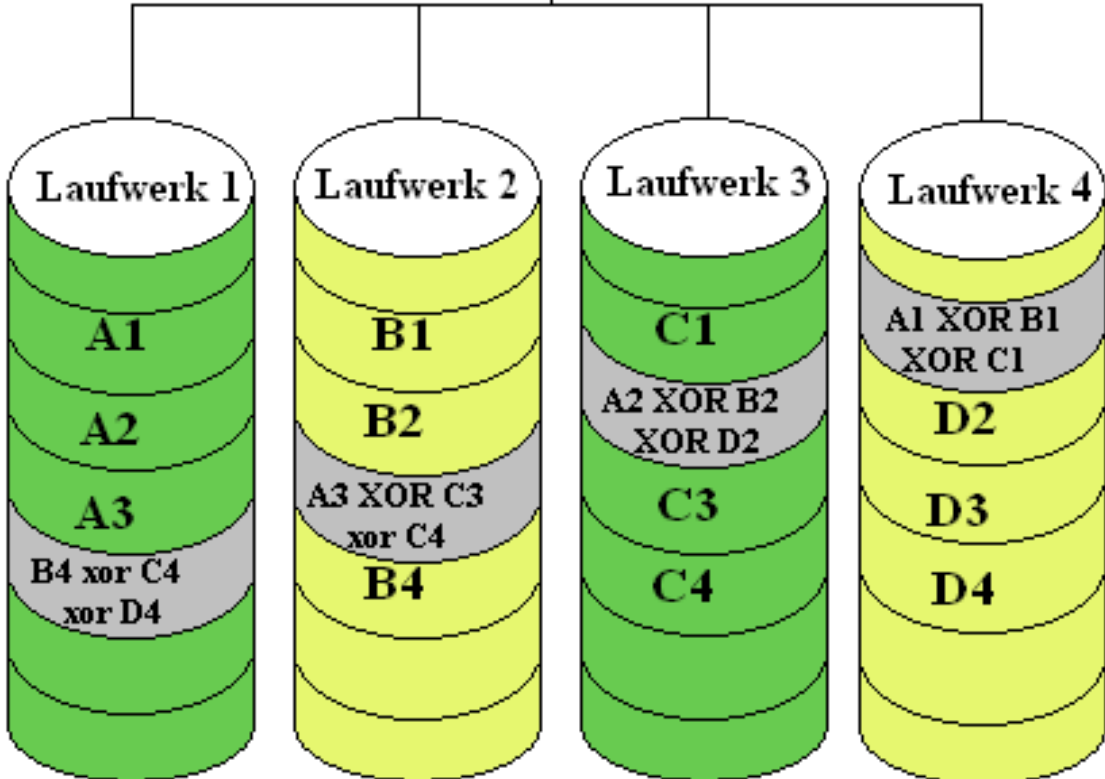 Laufwerk 1
A1
A2
A3
B4 xor C4
xor D4
Laufwerk 2
B1
B2
A3 XOR C3
xor C4
B4
Laufwerk 3
C1
A2 XOR B2
XOR D2
C3
C4
Laufwerk 4
A1 XOR B1
XOR C1
D2
D3
D4